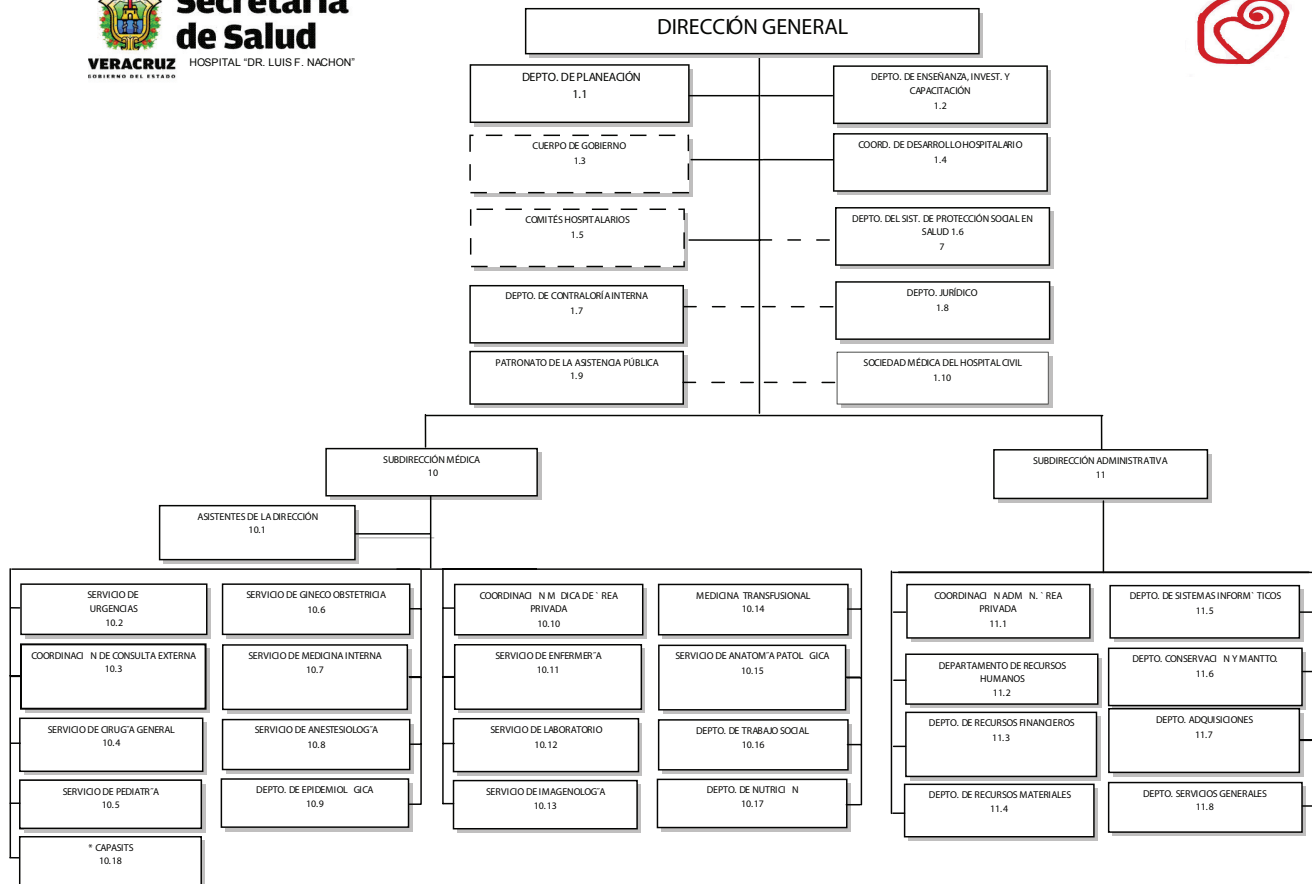 Secretaría
de Salud
VERACRUZ
GOBIERNO DEL ESTADO
HOSPITAL "DR. LUIS F. NACHON"
DIRECCIÓN GENERAL
DEPTO. DE PLANEACIÓN
1.1
DEPTO. DE ENSEÑANZA, INVEST. Y
CAPACITACIÓN
1.2
CUERPO DE GOBIERNO
1.3
COORD. DE DESARROLLO HOSPITALARIO
1.4
COMITÉS HOSPITALARIOS
1.5
DEPTO. DEL SIST. DE PROTECCIÓN SOCIAL EN
SALUD 1.6
7
DEPTO. DE CONTRALORÍA INTERNA
1.7
DEPTO. JURÍDICO
1.8
PATRONATO DE LA ASISTENCIA PÚBLICA
1.9
SOCIEDAD MÉDICA DEL HOSPITAL CIVIL
1.10
SUBDIRECCIÓN MÉDICA
10
SUBDIRECCIÓN ADMINISTRATIVA
11
ASISTENTES DE LA DIRECCIÓN
10.1
SERVICIO DE
URGENCIAS
10.2
SERVICIO DE GINECO OBSTETRICIA
10.6
COORDINACI N M DICA DE ` REA
PRIVADA
10.10
MEDICINA TRANSFUSIONAL
10.14
COORDINACI N ADM N. ` REA
PRIVADA
11.1
DEPTO. DE SISTEMAS INFORM` TICOS
11.5
COORDINACI N DE CONSULTA EXTERNA
10.3
SERVICIO DE MEDICINA INTERNA
10.7
SERVICIO DE ENFERMER˝A
10.11
SERVICIO DE ANATOM˝A PATOL GICA
10.15
DEPARTAMENTO DE RECURSOS
HUMANOS
11.2
DEPTO. CONSERVACI N Y MANTTO.
11.6
SERVICIO DE CIRUG˝A GENERAL
10.4
SERVICIO DE ANESTESIOLOG˝A
10.8
SERVICIO DE LABORATORIO
10.12
DEPTO. DE TRABAJO SOCIAL
10.16
DEPTO. DE RECURSOS FINANCIEROS
11.3
DEPTO. ADQUISICIONES
11.7
SERVICIO DE PEDIATR˝A
10.5
DEPTO. DE EPIDEMIOL GICA
10.9
SERVICIO DE IMAGENOLOG˝A
10.13
DEPTO. DE NUTRICI N
10.17
DEPTO. DE RECURSOS MATERIALES
11.4
DEPTO. SERVICIOS GENERALES
11.8
* CAPASITS
10.18